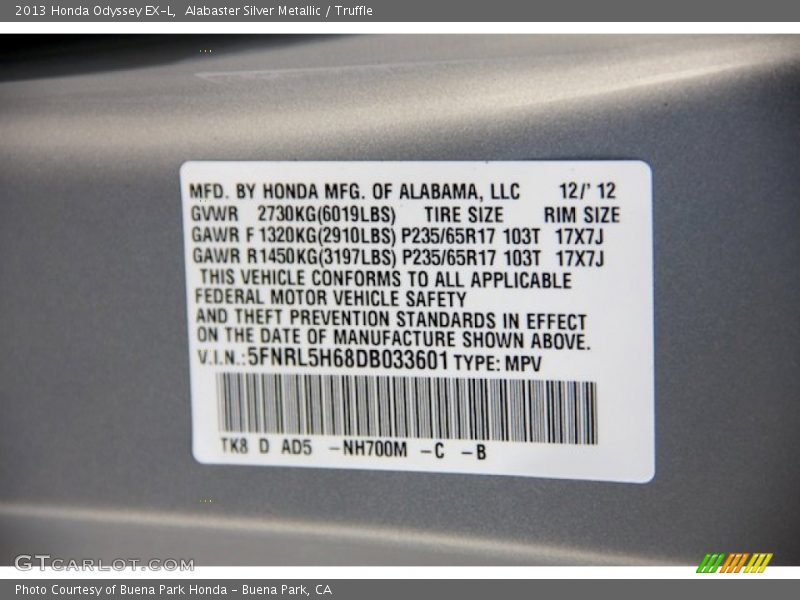 2013 Honda Odyssey EX-L,  Alabaster Silver Metallic / Truffle
MFD. BY HONDA MFG. OF ALABAMA, LLC 12/' 12
GVWR 2730KG(6019LBS) TIRE SIZE RIM SIZE
GAWR F 1320KG(2910LBS) P235/65R17 103T 17X7J
GAWR R1450KG(3197LBS) P235/65R17 103T 17X7J
THIS VEHICLE CONFORMS TO ALL APPLICABLE
FEDERAL MOTOR VEHICLE SAFETY
AND THEFT PREVENTION STANDARDS IN EFFECT
ON THE DATE OF MANUFACTURE SHOWN ABOVE.
V.I.N.:5FNRL5H68DB033601 TYPE: MPV
TK8 D AD5 -NH700M -C -B
GTCARLOT.COM
Photo Courtesy of Buena Park Honda - Buena Park, CA